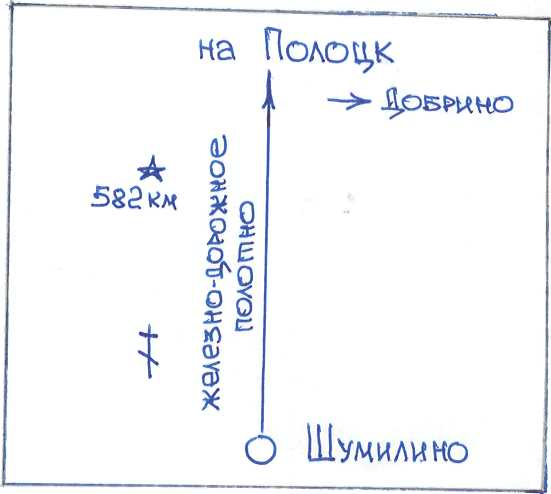 на Полоцк
→ Добрино
582 км
железно-дорожное
полотно
Шумилино